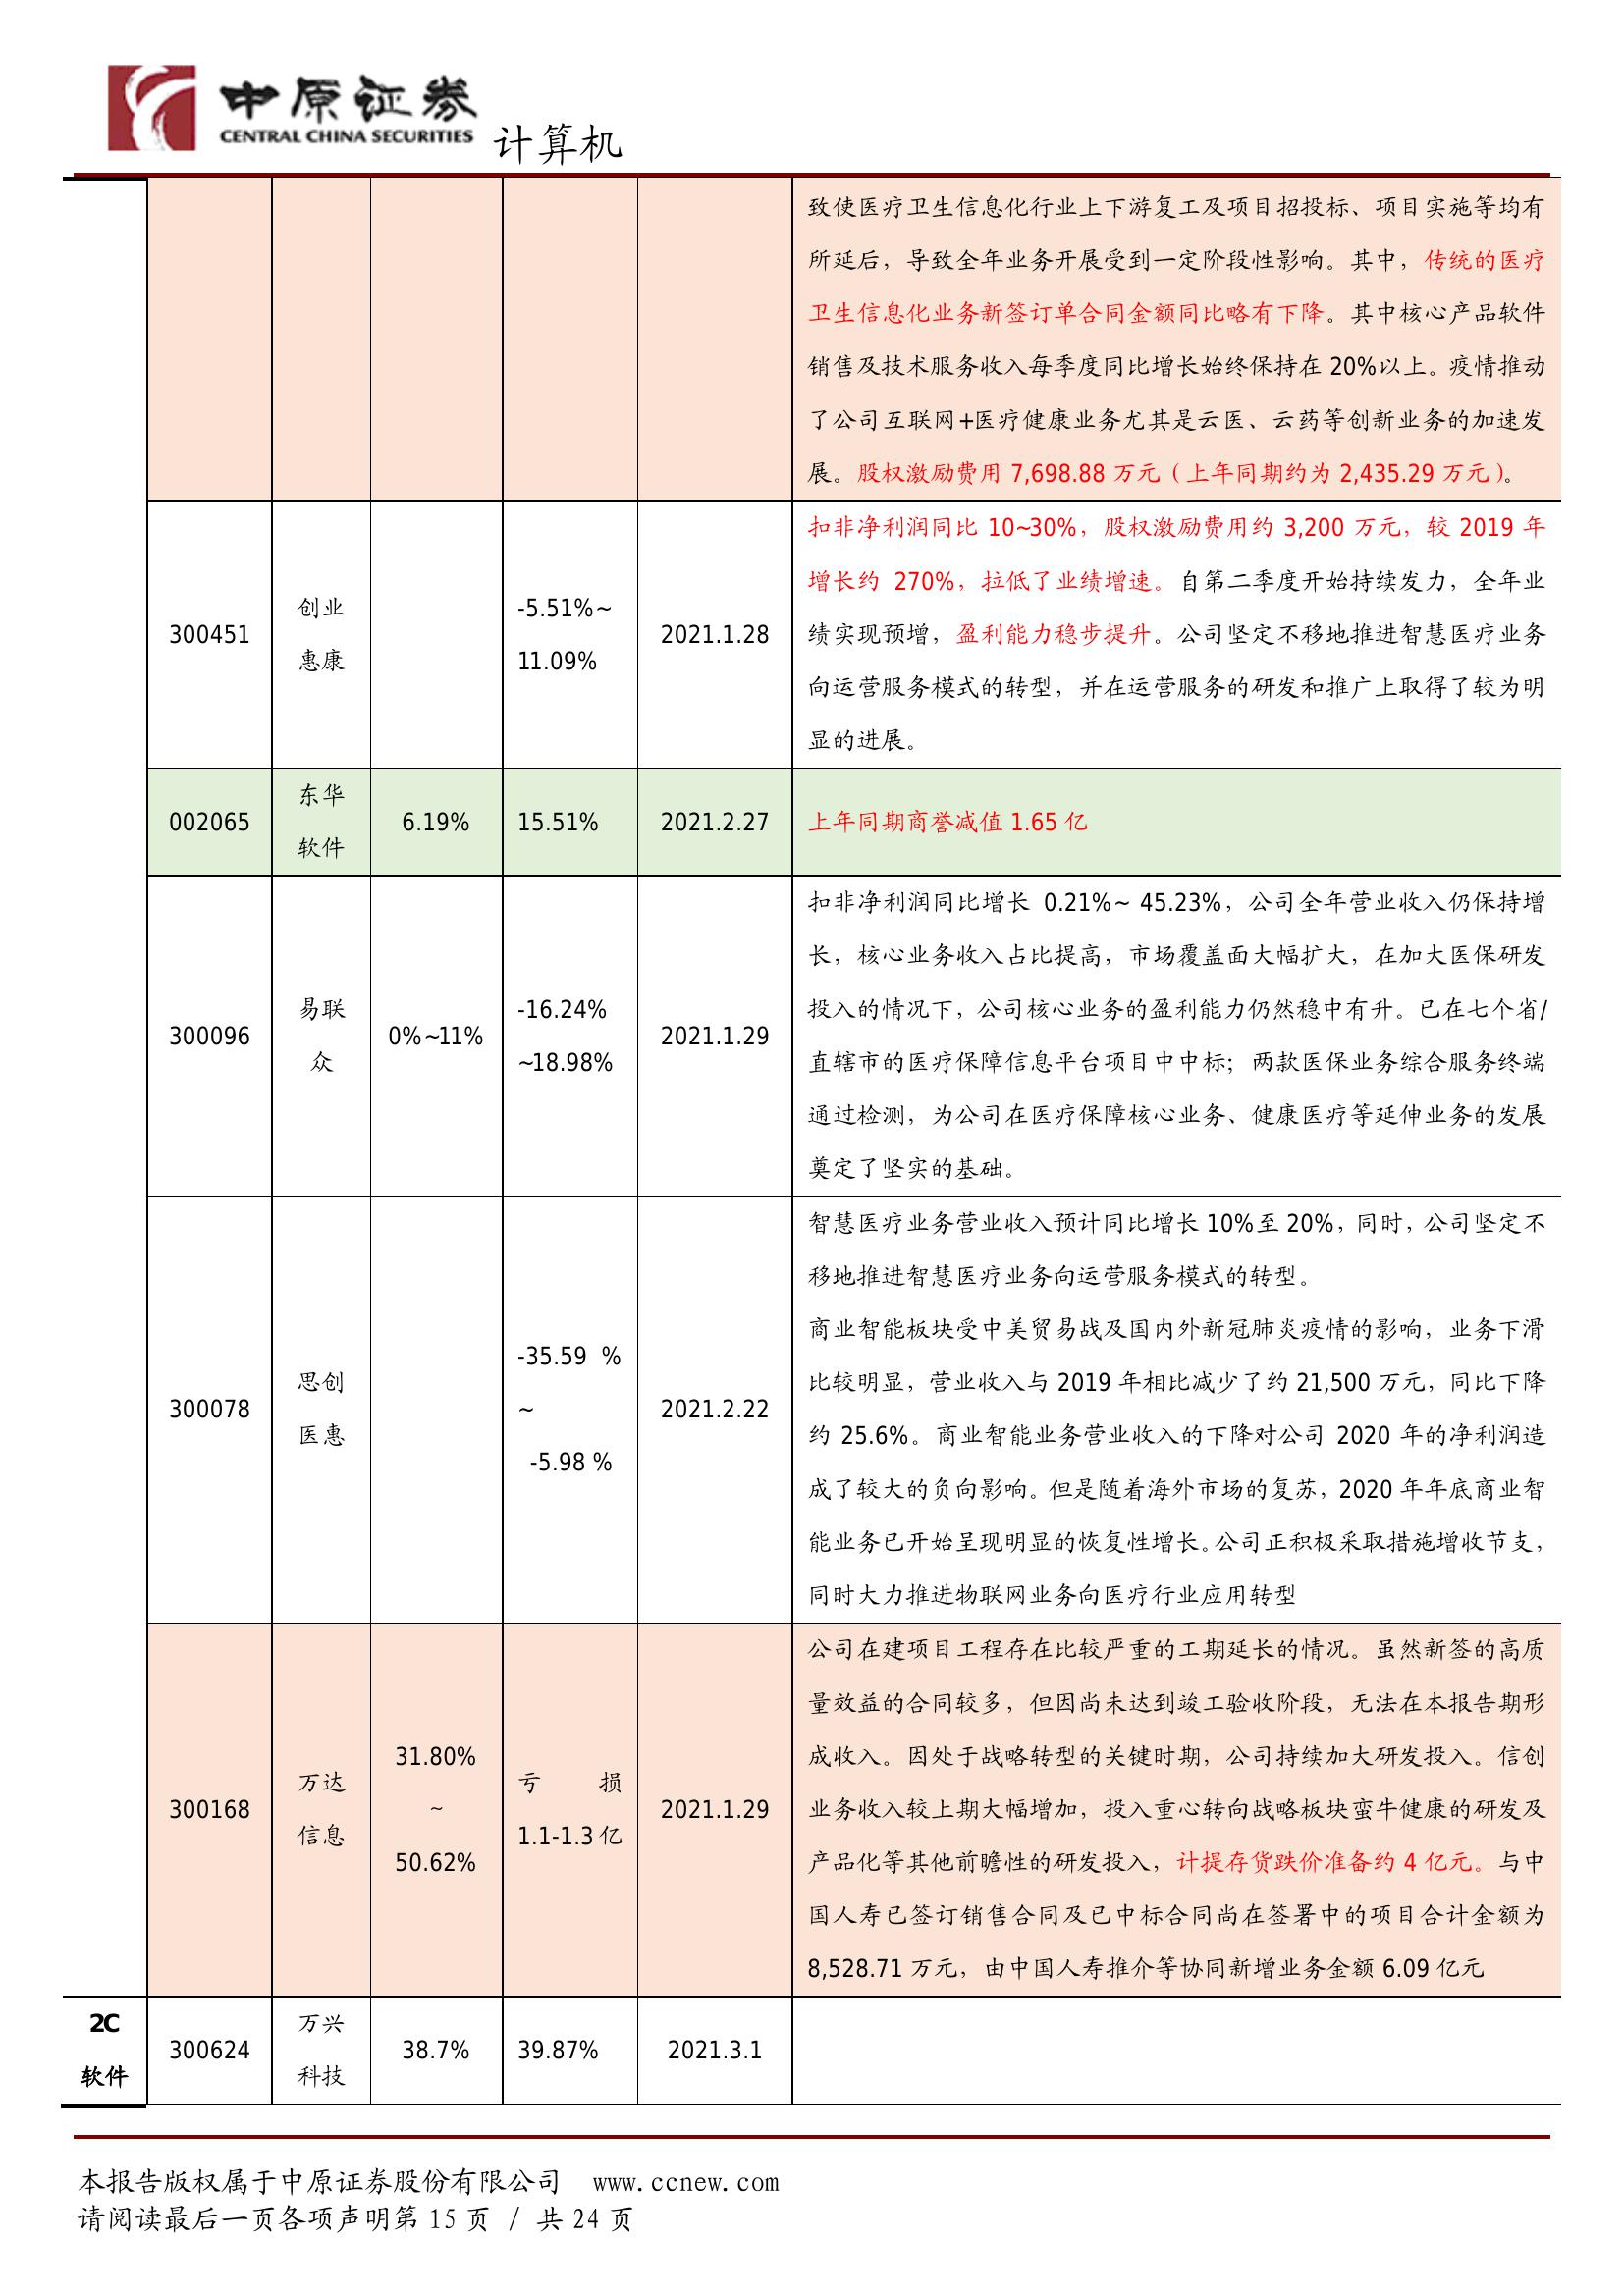 中原证券
CENTRAL CHINA SECURITIES
计算机
致使医疗卫生信息化行业上下游复工及项目招投标、项目实施等均有
所延后，导致全年业务开展受到一定阶段性影响。其中，传统的医疗
卫生信息化业务新签订单合同金额同比略有下降。其中核心产品软件
销售及技术服务收入每季度同比增长始终保持在 20%以上。疫情推动
了公司互联网+医疗健康业务尤其是云医、云药等创新业务的加速发
展。股权激励费用 7,698.88 万元（上年同期约为 2,435.29 万元）。
300451
创业
惠康
-5.51%~
11.09%
2021.1.28
扣非净利润同比 10~30%，股权激励费用约 3,200 万元，较 2019 年
增长约 270%，拉低了业绩增速。自第二季度开始持续发力，全年业
绩实现预增，盈利能力稳步提升。公司坚定不移地推进智慧医疗业务
向运营服务模式的转型，并在运营服务的研发和推广上取得了较为明
显的进展。
002065
东华
软件
6.19%
15.51%
2021.2.27
上年同期商誉减值 1.65 亿
300096
易联
众
0%~11%
-16.24%
~18.98%
2021.1.29
扣非净利润同比增长 0.21%~ 45.23%，公司全年营业收入仍保持增
长，核心业务收入占比提高，市场覆盖面大幅扩大，在加大医保研发
投入的情况下，公司核心业务的盈利能力仍然稳中有升。已在七个省/
直辖市的医疗保障信息平台项目中中标；两款医保业务综合服务终端
通过检测，为公司在医疗保障核心业务、健康医疗等延伸业务的发展
奠定了坚实的基础。
300078
思创
医惠
-35.59 %
~
-5.98 %
2021.2.22
智慧医疗业务营业收入预计同比增长 10%至 20%，同时，公司坚定不
移地推进智慧医疗业务向运营服务模式的转型。
商业智能板块受中美贸易战及国内外新冠肺炎疫情的影响，业务下滑
比较明显，营业收入与 2019 年相比减少了约 21,500 万元，同比下降
约 25.6%。商业智能业务营业收入的下降对公司 2020 年的净利润造
成了较大的负向影响。但是随着海外市场的复苏，2020 年年底商业智
能业务已开始呈现明显的恢复性增长。公司正积极采取措施增收节支，
同时大力推进物联网业务向医疗行业应用转型
300168
万达
信息
31.80%
~
50.62%
亏 损
1.1-1.3 亿
2021.1.29
公司在建项目工程存在比较严重的工期延长的情况。虽然新签的高质
量效益的合同较多，但因尚未达到竣工验收阶段，无法在本报告期形
成收入。因处于战略转型的关键时期，公司持续加大研发投入。信创
业务收入较上期大幅增加，投入重心转向战略板块蛮牛健康的研发及
产品化等其他前瞻性的研发投入，计提存货跌价准备约 4 亿元。与中
国人寿已签订销售合同及已中标合同尚在签署中的项目合计金额为
8,528.71 万元，由中国人寿推介等协同新增业务金额 6.09 亿元
2C
软件
300624
万兴
科技
38.7%
39.87%
2021.3.1
本报告版权属于中原证券股份有限公司 www.ccnew.com
请阅读最后一页各项声明第 15 页 / 共 24 页